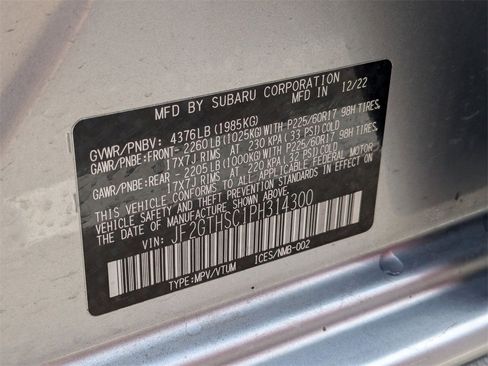 MFD BY SUBARU CORPORATION 12/22
GVWR/PNBV: 4376LB (1985KG)
GAWR/PNBE:FRONT- 2260LB(1025KG)WITH P225/60R17 98H TIRES,
17X7J RIMS AT 230 KPA (33 PSI)COLD
GAWR/PNBE:REAR - 2205LB(1000KG)WITH P225/60R17 98H TIRES,
17X7J RIMS AT 220 KPA (32 PSI)COLD
THIS VEHICLE CONFORMS TO ALL APPLICABLE FEDERAL MOTOR
VEHICLE SAFETY AND THEFT PREVENTION STANDARDS IN EFFECT ON
THE DATE OF MANUFACTURE SHOWN ABOVE.
VIN: JF2GTHSC1PH314300
TYPE:MPV/VTUM ICES/NMB-002